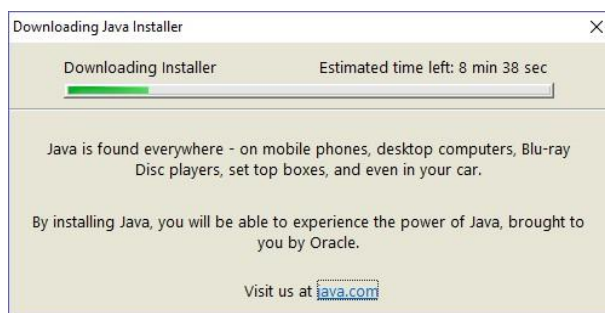 Downloading Java Installer
Downloading Installer Estimated time left: 8 min 38 sec
Java is found everywhere - on mobile phones, desktop computers, Blu-ray
Disc players, set top boxes, and even in your car.
By installing Java, you will be able to experience the power of Java, brought to
you by Oracle.
Visit us at java.com